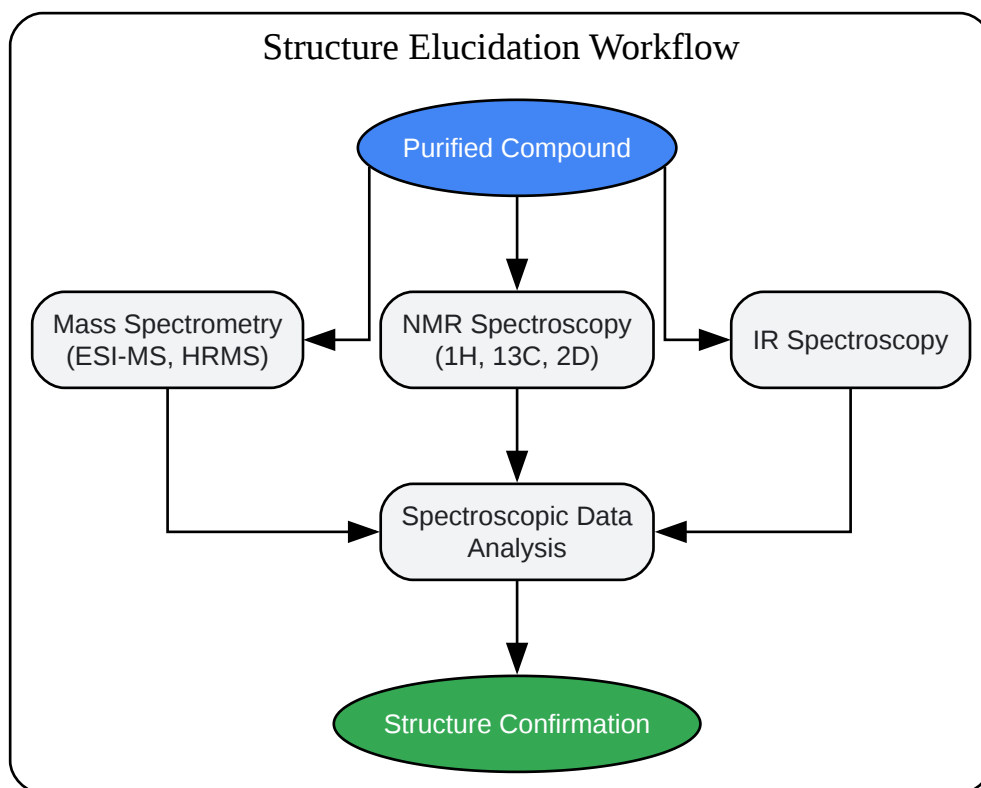 Structure Elucidation Workflow
Purified Compound
Mass Spectrometry
(ESI-MS, HRMS)
NMR Spectroscopy
(1H, 13C, 2D)
IR Spectroscopy
Spectroscopic Data
Analysis
Structure Confirmation